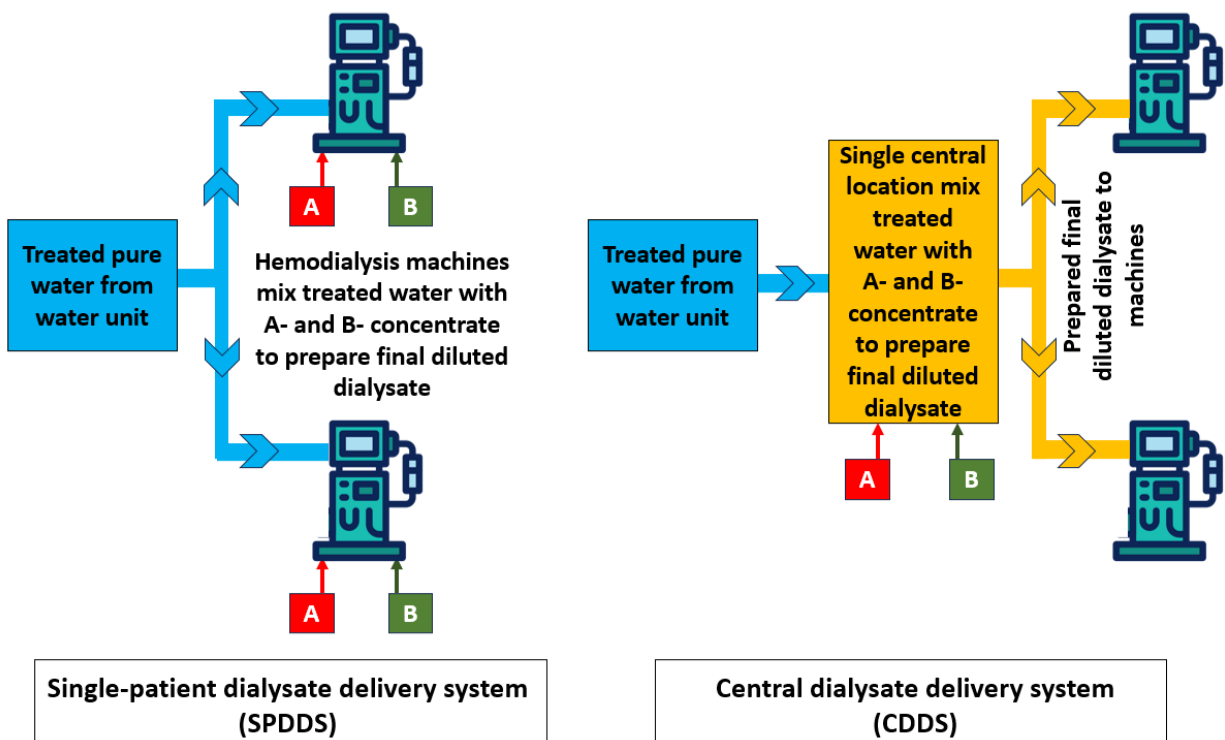 A
B
Treated pure
water from
water unit
Hemodialysis machines
mix treated water with
A- and B- concentrate
to prepare final diluted
dialysate
A
B
Single-patient dialysate delivery system
(SPDDS)
Treated pure
water from
water unit
Single central
location mix
treated
water with
A- and B-
concentrate
to prepare
final diluted
dialysate
A
B
Prepared final
diluted dialysate to
machines
Central dialysate delivery system
(CDDS)